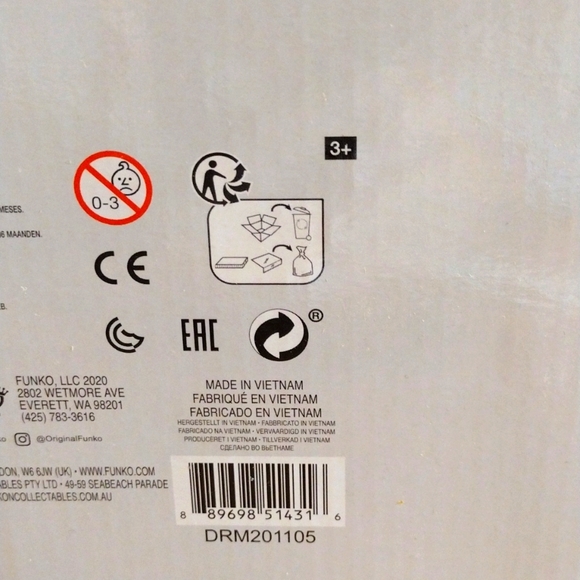 3+
0-3
MESES.
MAANDEN.
CE
B.
EAC
®
FUNKO, LLC 2020
2802 WETMORE AVE
EVERETT, WA 98201
(425) 783-3616
@OriginalFunko
MADE IN VIETNAM
FABRIQUÉ EN VIETNAM
FABRICADO EN VIETNAM
HERGESTELLT IN VIETNAM • FABBRICATO IN VIETNAM
FABRICADO NA VIETNAM • VERVAARDIGD IN VIETNAM
PRODUCERET I VIETNAM • TILLVERKAD I VIETNAM
СДЕЛАНО ВО ВЬЕТНАМЕ
DON, W6 6JW (UK) • WWW.FUNKO.COM
ABLES PTY LTD • 49-59 SEABEACH PARADE
KONCOLLECTABLES.COM.AU
8 89698 51431 6
DRM201105